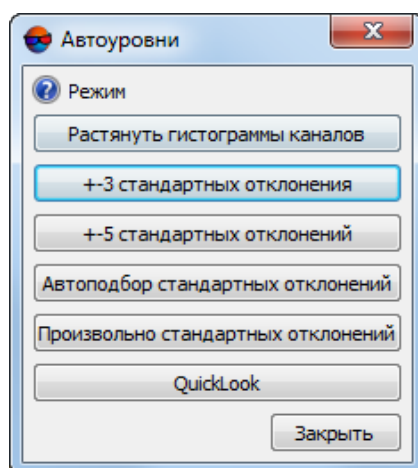 Автоуровни
Режим
Растянуть гистограммы каналов
+-3 стандартных отклонения
+-5 стандартных отклонений
Автоподбор стандартных отклонений
Произвольно стандартных отклонений
QuickLook
Закрыть